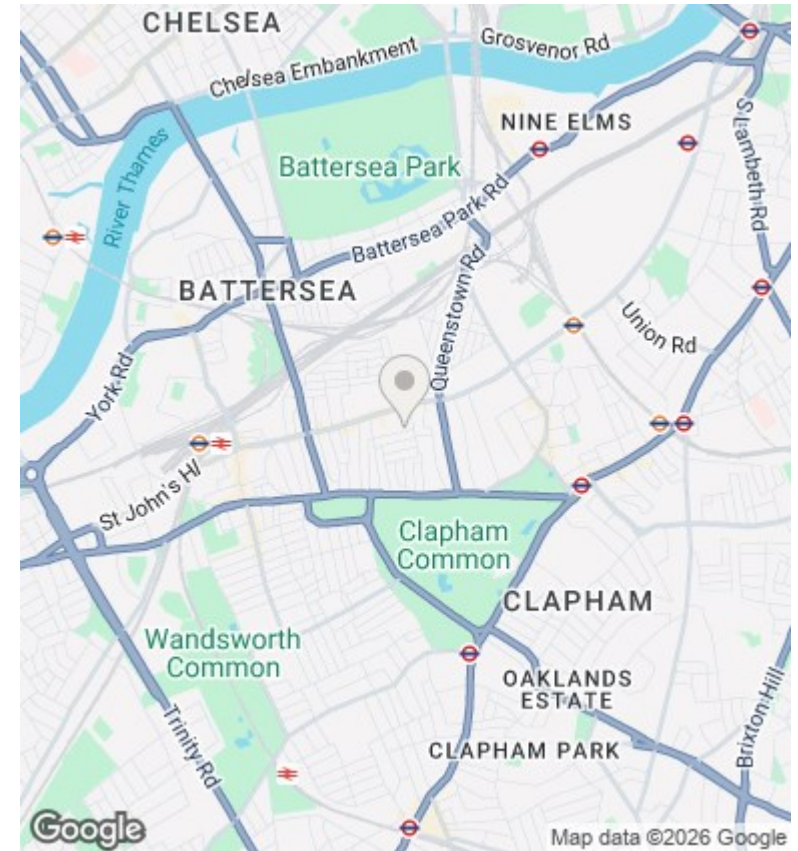 CHELSEA
Grosvenor Rd
Chelsea Embankment
NINE ELMS
S Lambeth Rd
River Thames
Battersea Park
Battersea Park Rd
BATTERSEA
Queenstown Rd
Union Rd
York Rd
St John's Hl
Clapham
Common
CLAPHAM
Wandsworth
Common
OAKLANDS
ESTATE
Trinity Rd
CLAPHAM PARK
Brixton Hill
Google
Map data ©2026 Google